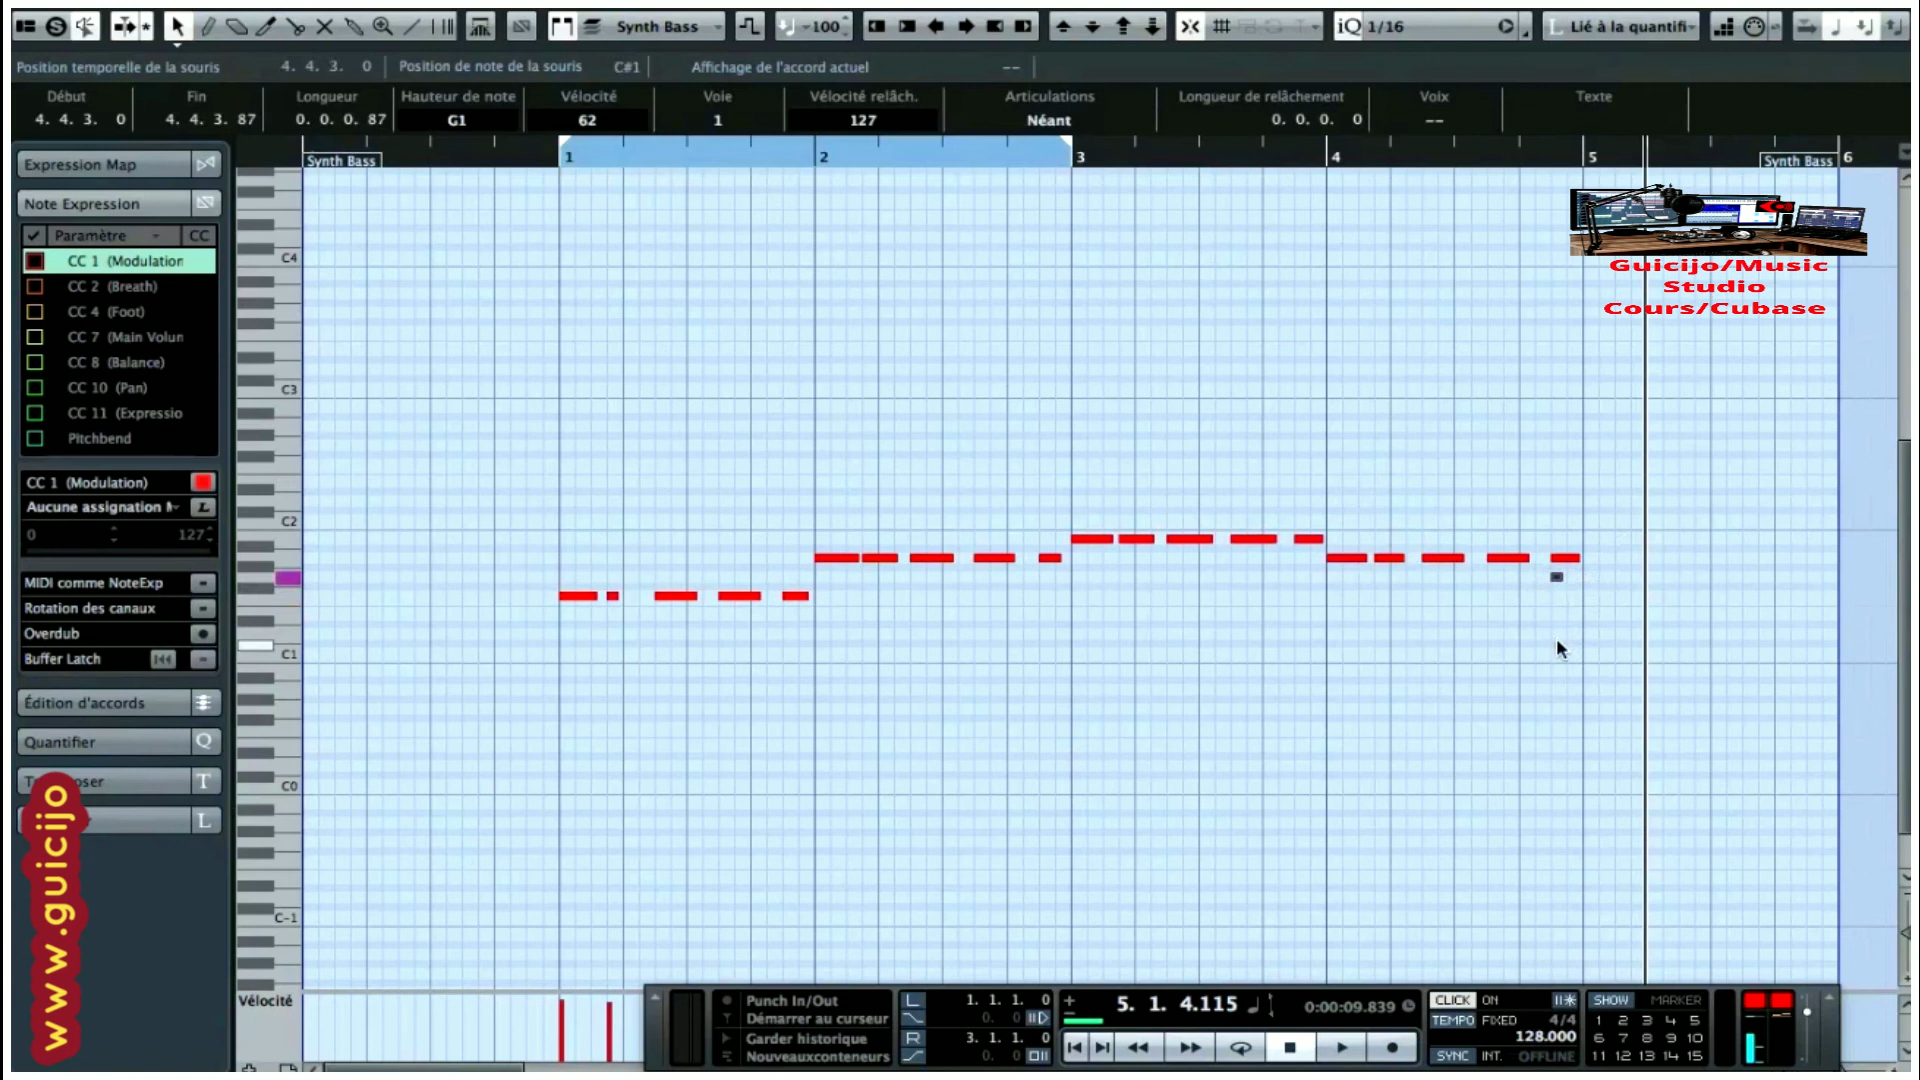 Synth Bass
100
iQ 1/16
L Lié à la quantifi
Position temporelle de la souris 4. 4. 3. 0 Position de note de la souris C#1 Affichage de l'accord actuel --
Début Fin Longueur Hauteur de note Vélocité Voie Vélocité relâch. Articulations Longueur de relâchement Voix Texte
4. 4. 3. 0 4. 4. 3. 87 0. 0. 0. 87 G1 62 1 127 Néant 0. 0. 0. 0 --
Synth Bass 1 2 3 4 5 Synth Bass 6
Expression Map
Note Expression
Paramètre CC
CC 1 (Modulation
CC 2 (Breath)
CC 4 (Foot)
CC 7 (Main Volun
CC 8 (Balance)
CC 10 (Pan)
CC 11 (Expressio
Pitchbend
CC 1 (Modulation)
Aucune assignation L
0 127
MIDI comme NoteExp
Rotation des canaux
Overdub
Buffer Latch
Édition d'accords
Quantifier Q
T
L
C4
C3
C2
C1
C0
C-1
Guicijo/Music
Studio
Cours/Cubase
www.guicijo
Vélocité
Punch In/Out
Démarrer au curseur
Garder historique
Nouveauxconteneurs
L 1. 1. 1. 0
0. 0
R 3. 1. 1. 0
0. 0
5. 1. 4.115 0:00:09.839
CLICK ON
TEMPO FIXED 4/4
128.000
SYNC INT. OFFLINE
SHOW MARKER
1 2 3 4 5
6 7 8 9 10
11 12 13 14 15